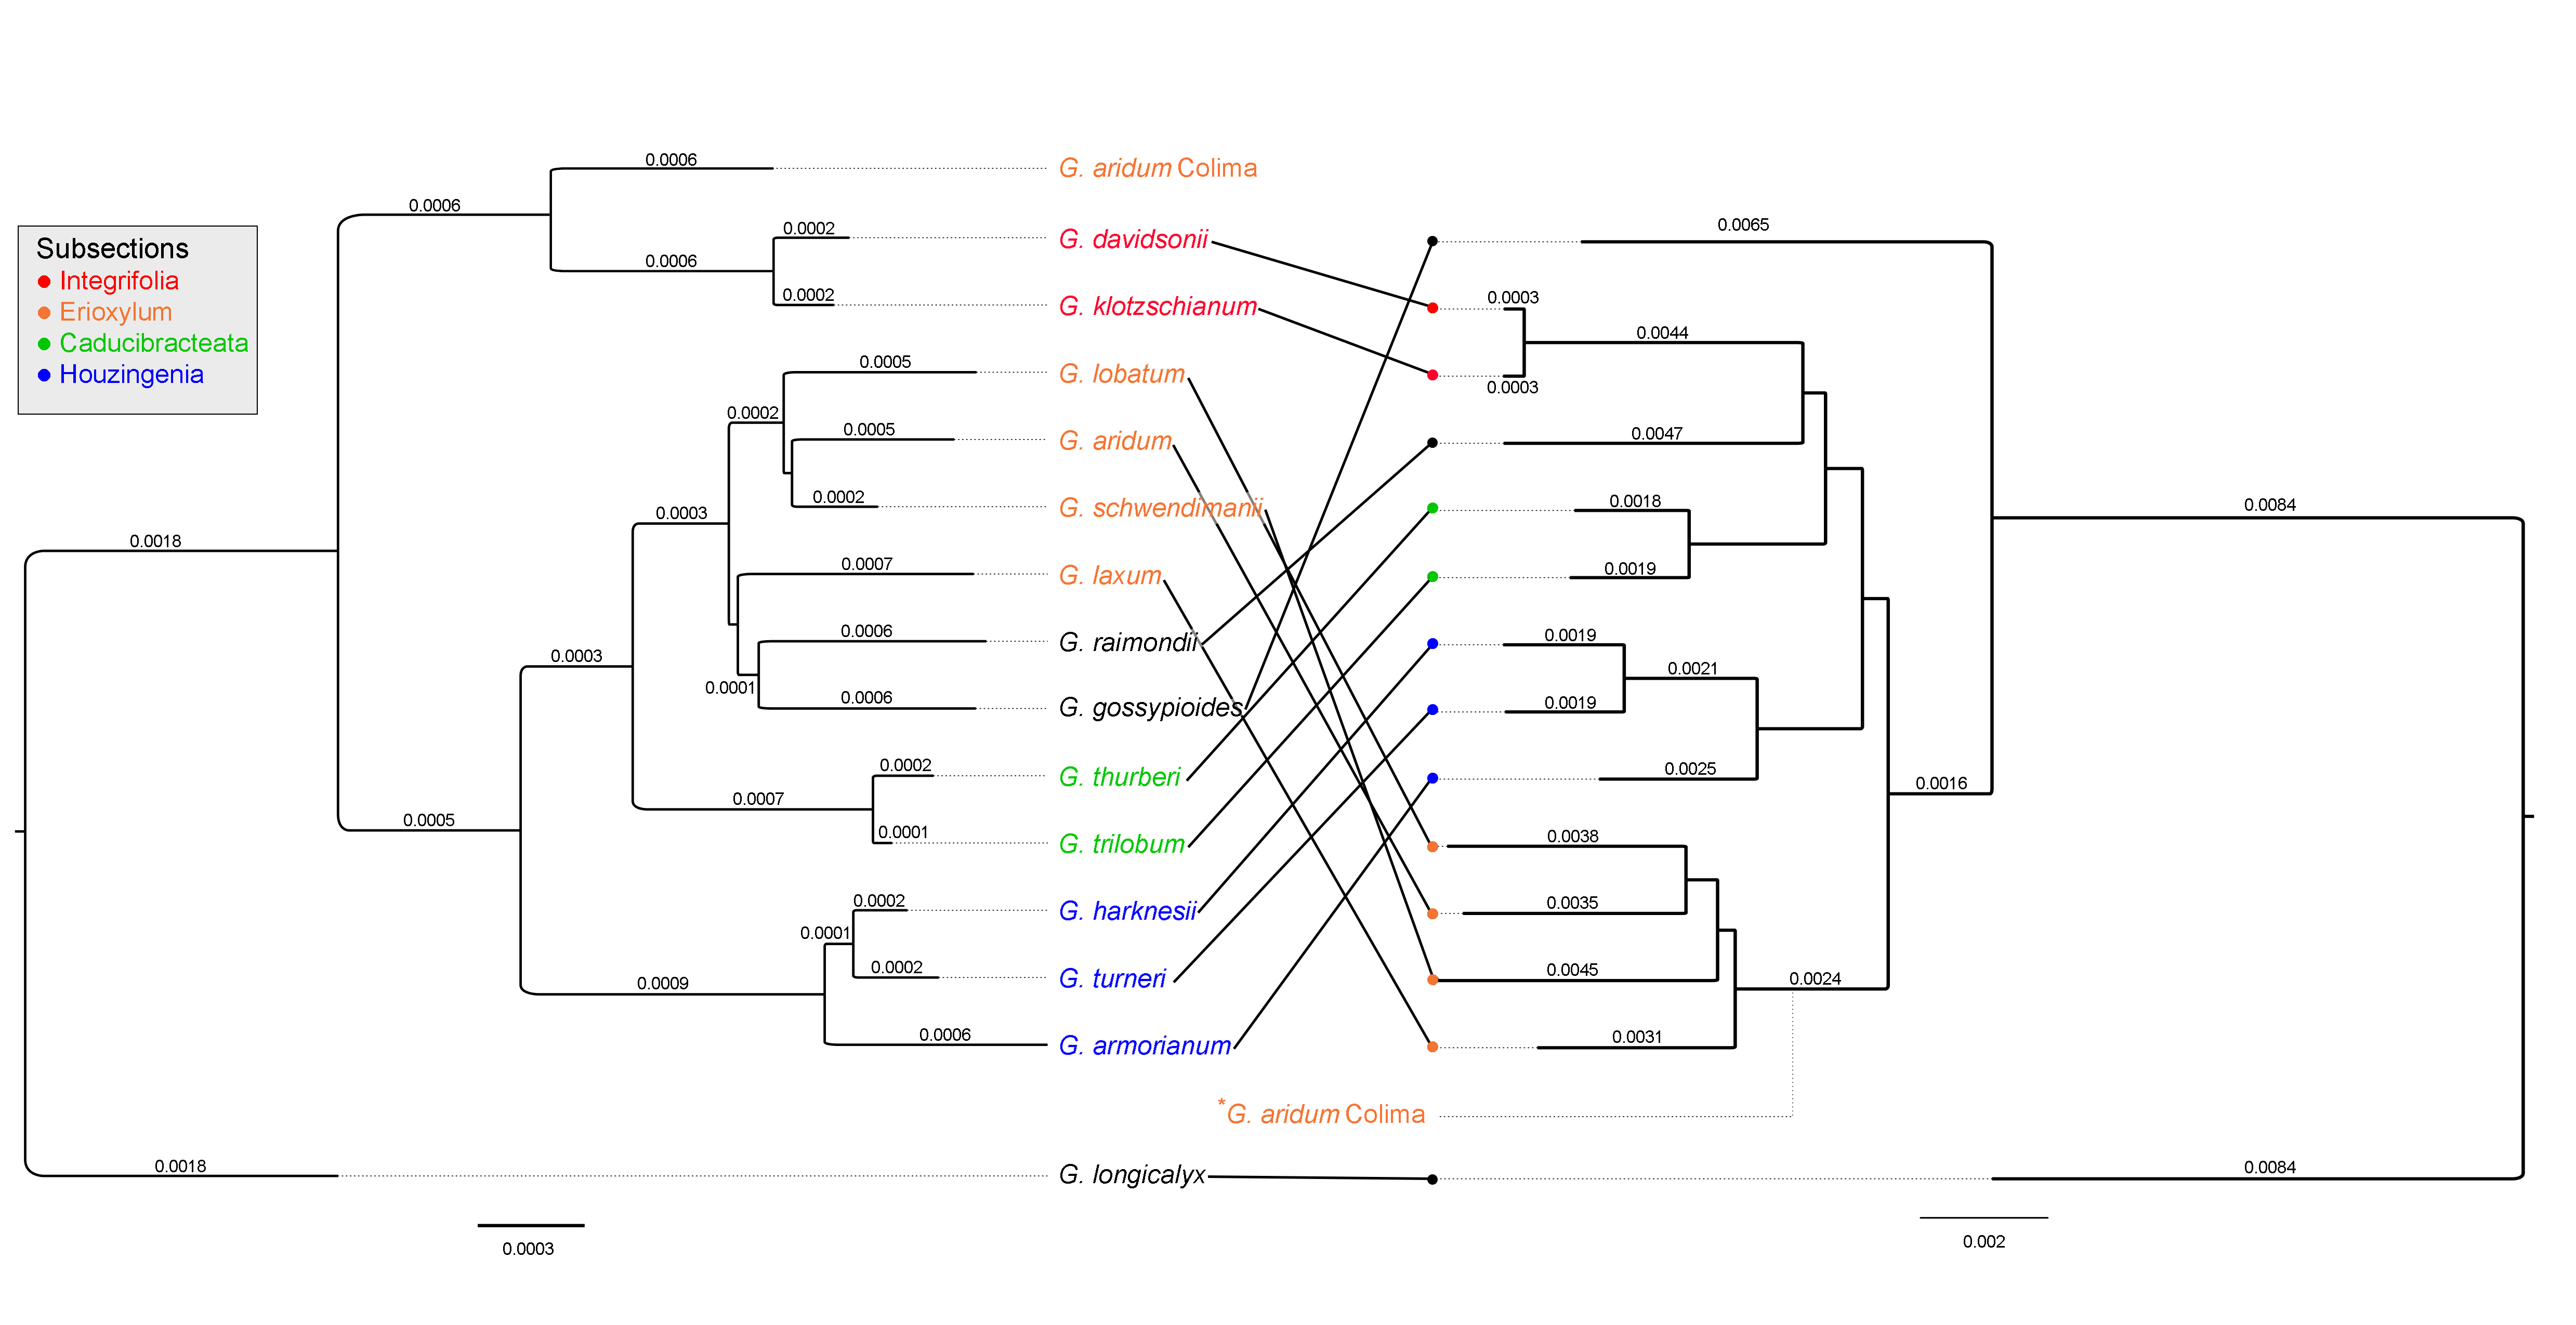 0.0006
G. aridum Colima
0.0006
0.0002
G. davidsonii
0.0065
Subsections
Integrifolia
Erioxylum
Caducibracteata
Houzingenia
0.0006
0.0002
G. klotzschianum
0.0003
0.0044
0.0003
0.0005
G. lobatum
0.0002
0.0005
G. aridum
0.0047
0.0002
G. schwendimanii
0.0018
0.0084
0.0003
0.0018
0.0007
G. laxum
0.0019
0.0006
G. raimondii
0.0019
0.0003
0.0021
0.0001
0.0006
G. gossypioides
0.0019
0.0002
G. thurberi
0.0025
0.0007
0.0016
0.0005
0.0001
G. trilobum
0.0038
0.0002
G. harknesii
0.0035
0.0001
0.0002
G. turneri
0.0045
0.0009
0.0024
0.0006
G. armorianum
0.0031
*G. aridum Colima
0.0018
G. longicalyx
0.0084
0.0003
0.002